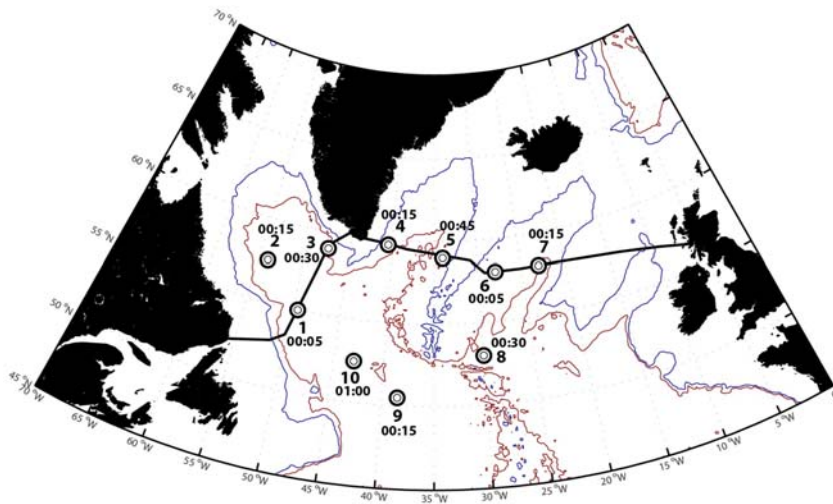 70 °N
65 °N
60 °N
55 °N
50 °N
45 °N
00:15
4
00:15
2
3
00:30
00:45
5
00:15
7
6
00:05
1
00:05
00:30
8
10
01:00
9
00:15
70 °W
65 °W
60 °W
55 °W
50 °W
45 °W
40 °W
35 °W
30 °W
25 °W
20 °W
15 °W
10 °W
5 °W
0 °W